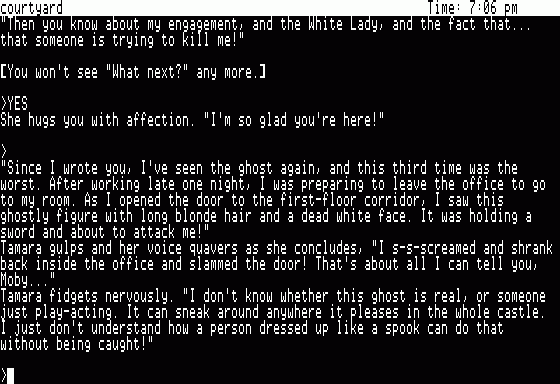 courtyard Time: 7:06 pm
"Then you know about my engagement, and the White Lady, and the fact that...
that someone is trying to kill me!"
[You won't see "What next?" any more.]
>YES
She hugs you with affection. "I'm so glad you're here!"
>
"Since I wrote you, I've seen the ghost again, and this third time was the
worst. After working late one night, I was preparing to leave the office to go
to my room. As I opened the door to the first-floor corridor, I saw this
ghostly figure with long blonde hair and a dead white face. It was holding a
sword and about to attack me!"
Tamara gulps and her voice quavers as she concludes, "I s-s-screamed and shrank
back inside the office and slammed the door! That's about all I can tell you,
Moby..."
Tamara fidgets nervously. "I don't know whether this ghost is real, or someone
just play-acting. It can sneak around anywhere it pleases in the whole castle.
I just don't understand how a person dressed up like a spook can do that
without being caught!"
>